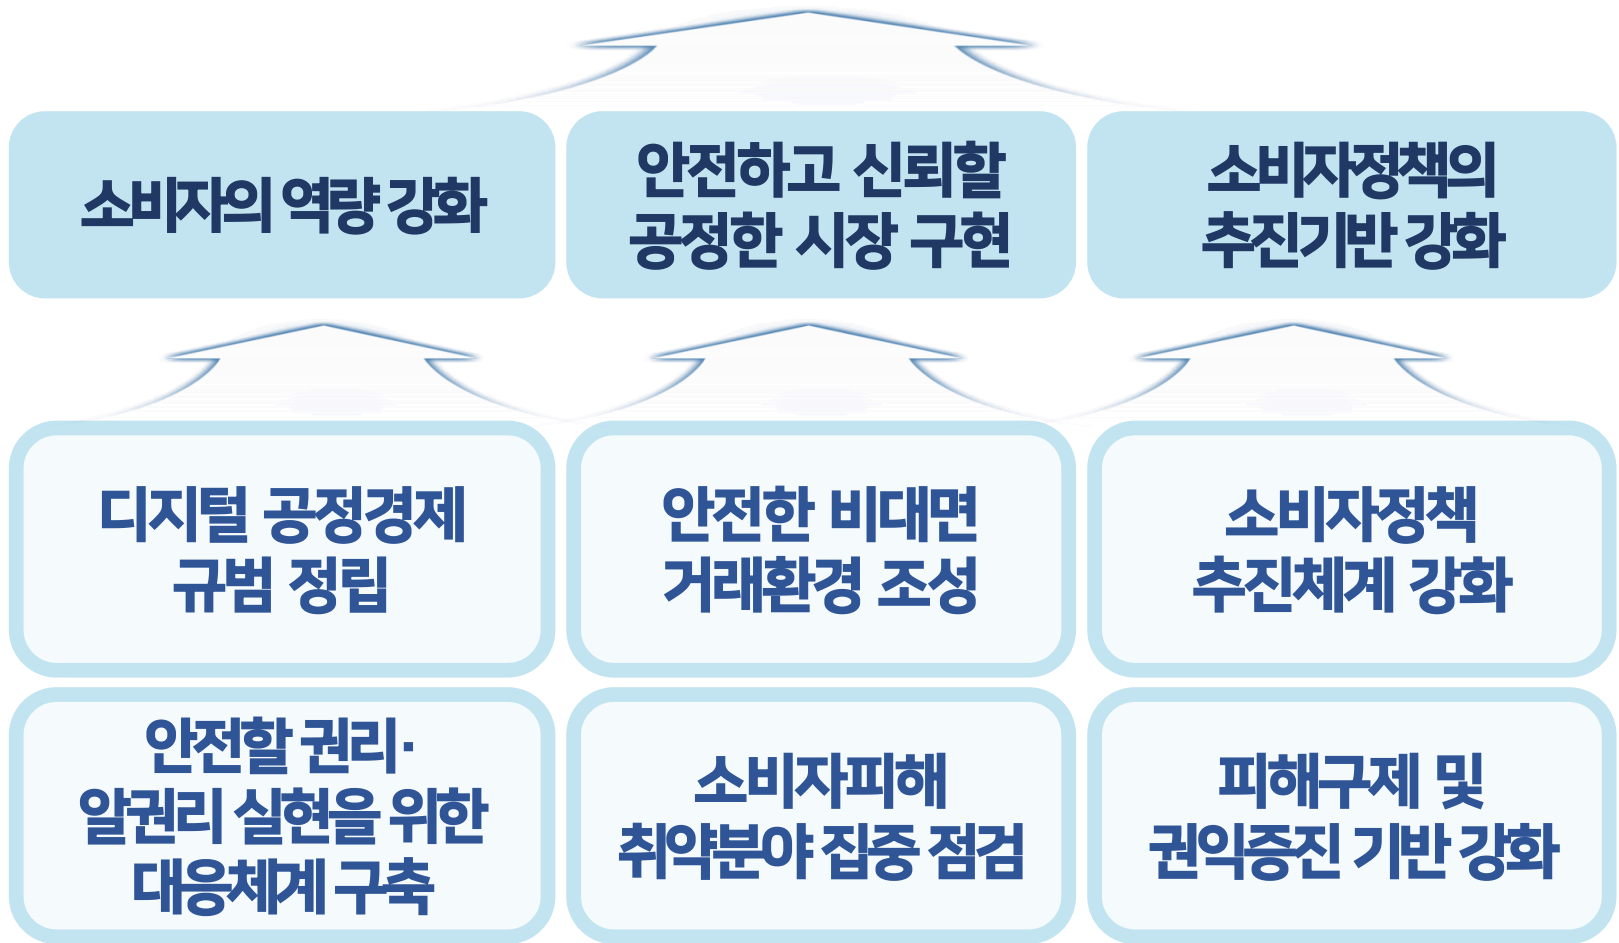 소비자의 역량 강화
안전하고 신뢰할
공정한 시장 구현
소비자정책의
추진기반 강화
디지털 공정경제
규범 정립
안전한 비대면
거래환경 조성
소비자정책
추진체계 강화
안전할 권리·
알권리 실현을 위한
대응체계 구축
소비자피해
취약분야 집중 점검
피해구제 및
권익증진 기반 강화